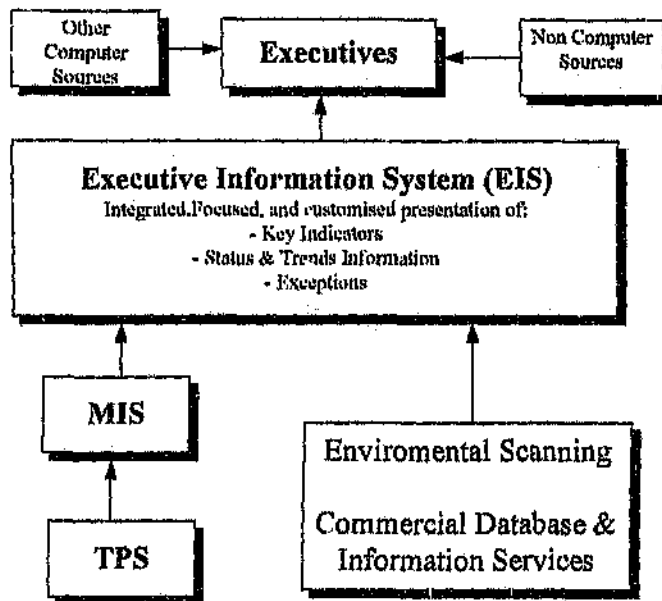 Other
Computer
Sources
Executives
Non Computer
Sources
Executive Information System (EIS)
Integrated.Focused, and customised presentation of:
- Key Indicators
- Status & Trends Information
- Exceptions
MIS
TPS
Enviromental Scanning
Commercial Database &
Information Services